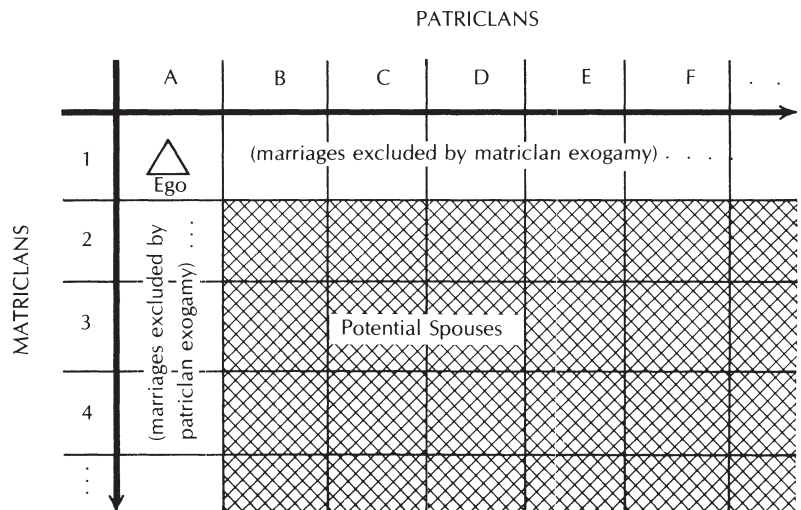 PATRICLANS
A B C D E F . .
1 (marriages excluded by matriclan exogamy) . . . .
Ego
MATRICLANS
2
3
4
. . .
(marriages excluded by
patriclan exogamy) . . .
Potential Spouses